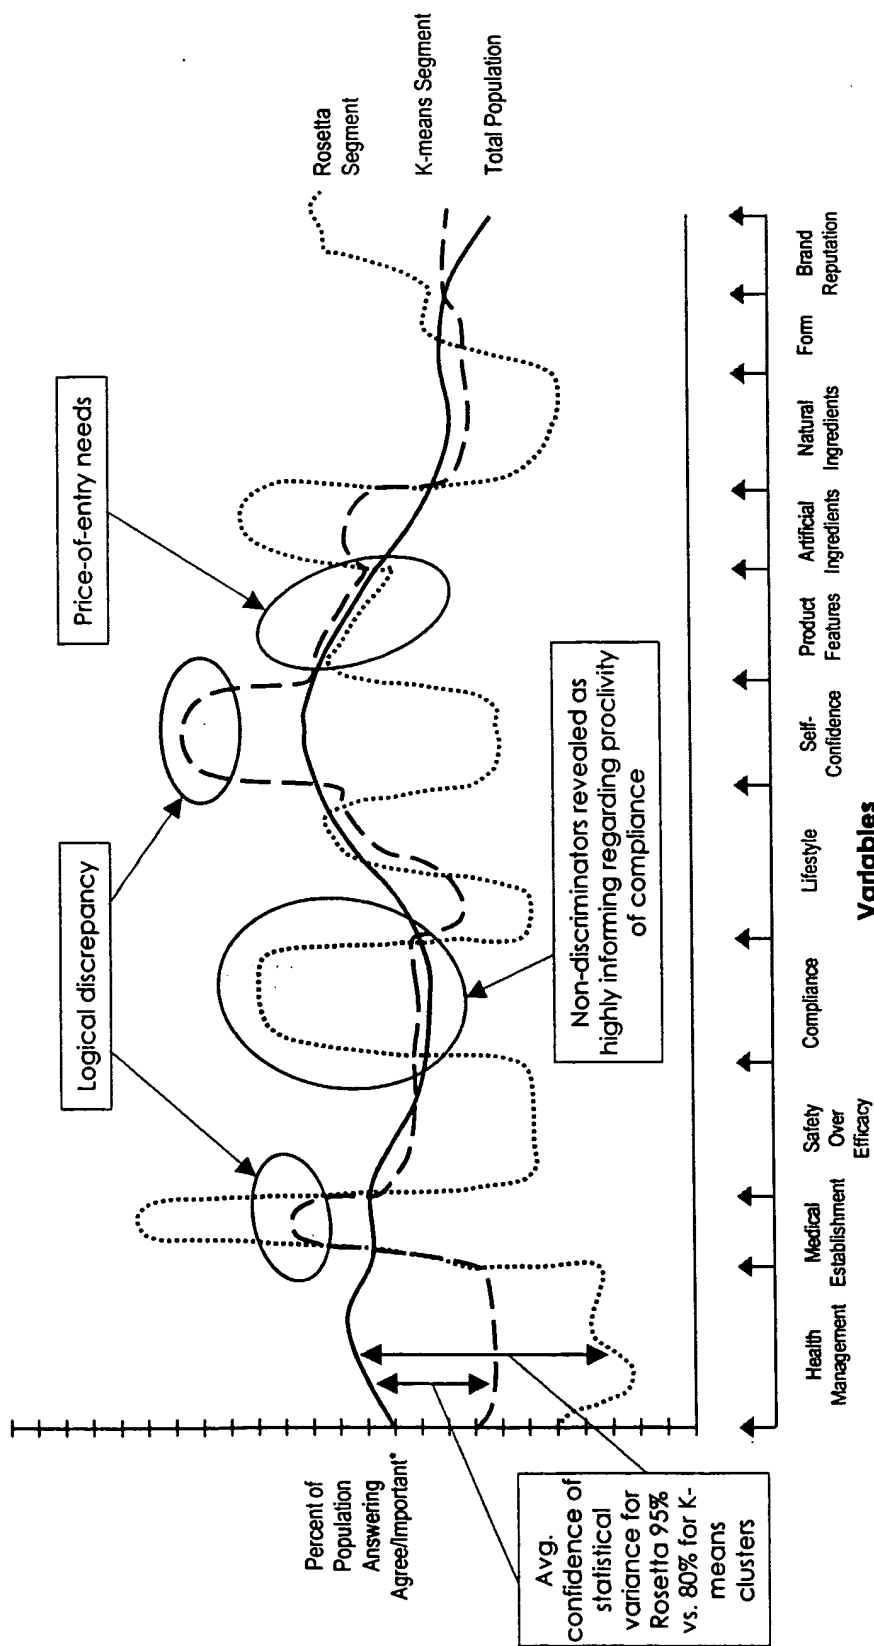 Price-of-entry needs
Logical discrepancy
Rosetta
Segment
K-means Segment
Total Population
Non-discriminators revealed as
highly informing regarding proclivity
of compliance
Percent of
Population
Answering
Agree/Important*
Avg.
confidence of
statistical
variance for
Rosetta 95%
vs. 80% for K-
means
clusters
Health
Management
Medical
Establishment
Safety
Over
Efficacy
Compliance
Lifestyle
Self-
Confidence
Product
Features
Artificial
Ingredients
Natural
Ingredients
Form
Brand
Reputation
Variables